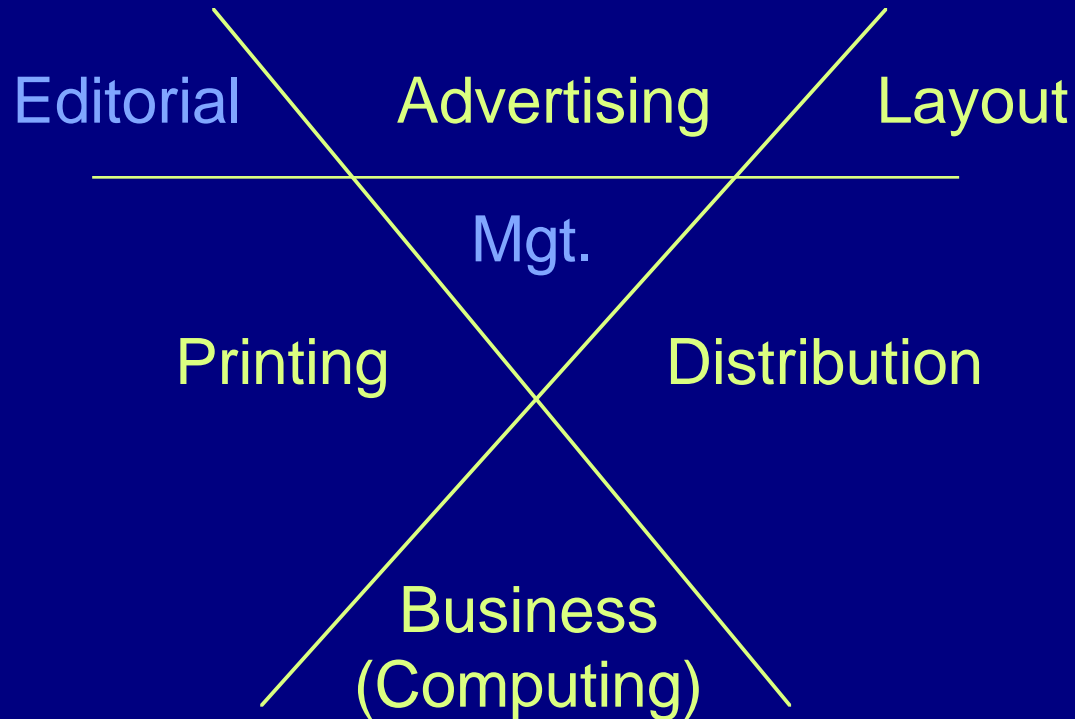 Editorial
Advertising
Layout
Mgt.
Printing
Distribution
Business
(Computing)